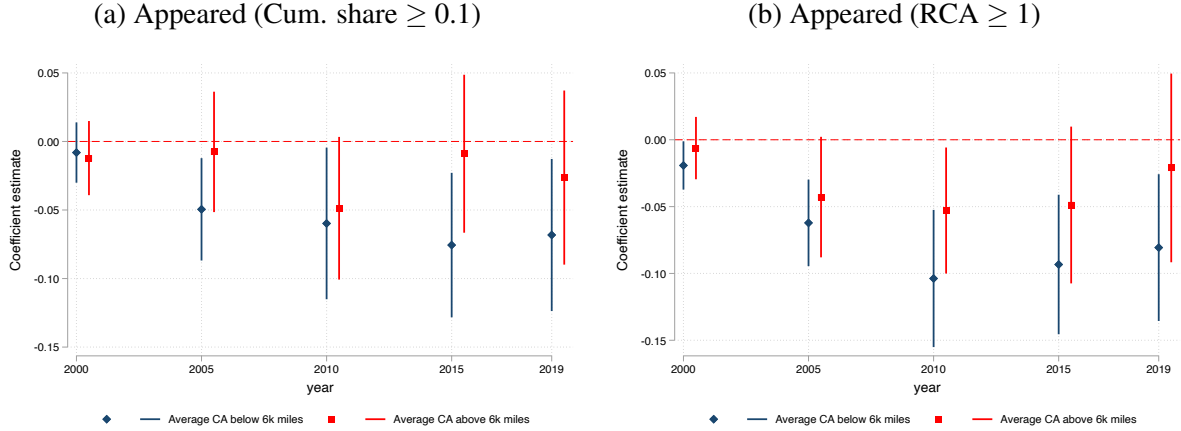 (a) Appeared (Cum. share ≥ 0.1)
0.05
0.00
-0.05
-0.10
-0.15
Coefficient estimate
2000 2005 2010 2015 2019
year
Average CA below 6k miles Average CA above 6k miles
(b) Appeared (RCA ≥ 1)
0.05
0.00
-0.05
-0.10
-0.15
Coefficient estimate
2000 2005 2010 2015 2019
year
Average CA below 6k miles Average CA above 6k miles